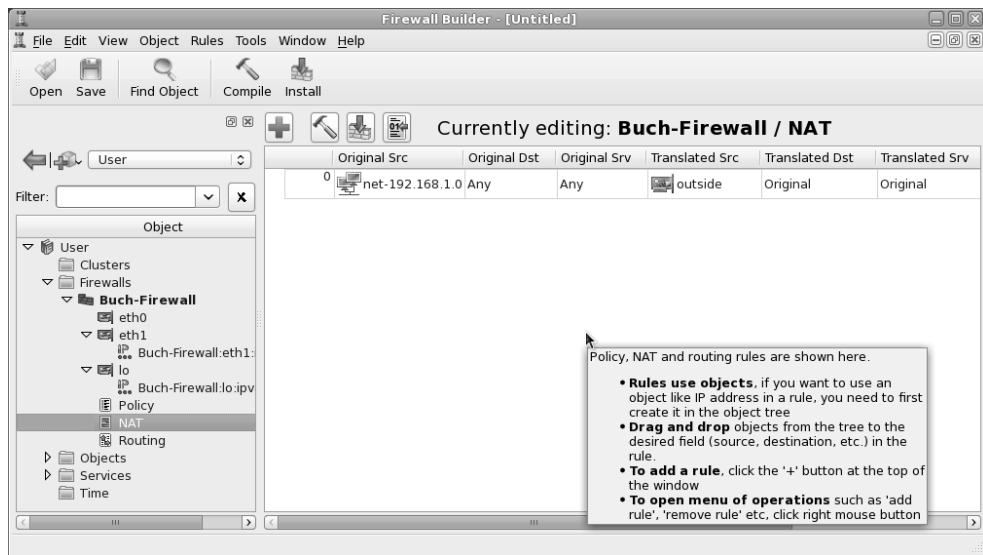 Firewall Builder - [Untitled]
File Edit View Object Rules Tools Window Help
Open Save Find Object Compile Install
Currently editing: Buch-Firewall / NAT
User
Filter:
Object
User
Clusters
Firewalls
Buch-Firewall
eth0
eth1
Buch-Firewall:eth1:
lo
Buch-Firewall:lo:ipv
Policy
NAT
Routing
Objects
Services
Time
Original Src Original Dst Original Srv Translated Src Translated Dst Translated Srv
0 net-192.168.1.0 Any Any outside Original Original
Policy, NAT and routing rules are shown here.
• Rules use objects, if you want to use an
object like IP address in a rule, you need to first
create it in the object tree
• Drag and drop objects from the tree to the
desired field (source, destination, etc.) in the
rule.
• To add a rule, click the '+' button at the top of
the window
• To open menu of operations such as 'add
rule', 'remove rule' etc, click right mouse button